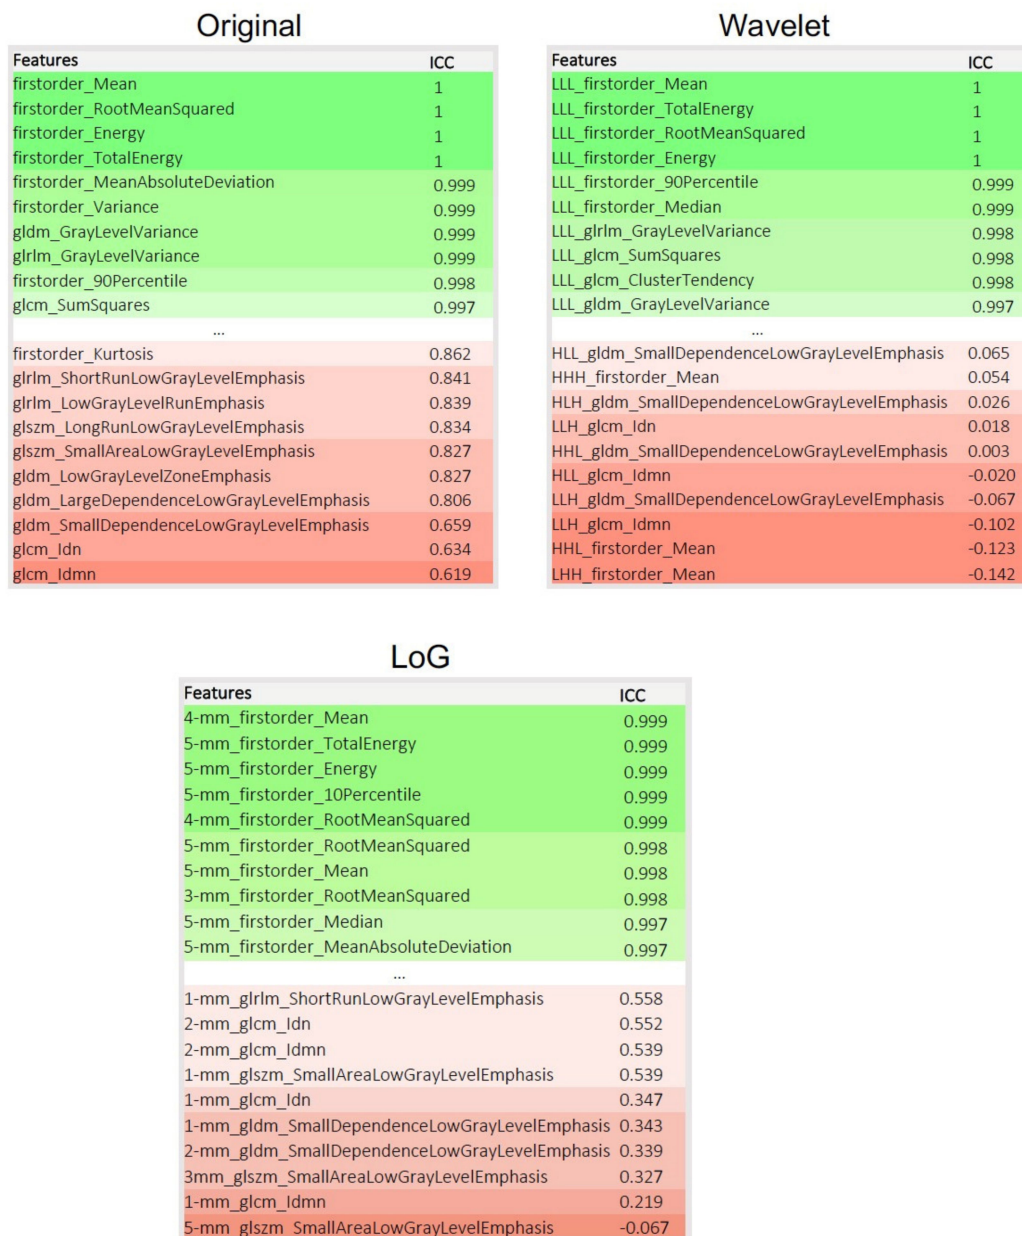 Original
Features ICC
firstorder_Mean 1
firstorder_RootMeanSquared 1
firstorder_Energy 1
firstorder_TotalEnergy 1
firstorder_MeanAbsoluteDeviation 0.999
firstorder_Variance 0.999
gldm_GrayLevelVariance 0.999
glrlm_GrayLevelVariance 0.999
firstorder_90Percentile 0.998
glcm_SumSquares 0.997
...
firstorder_Kurtosis 0.862
glrlm_ShortRunLowGrayLevelEmphasis 0.841
glrlm_LowGrayLevelRunEmphasis 0.839
glszm_LongRunLowGrayLevelEmphasis 0.834
glszm_SmallAreaLowGrayLevelEmphasis 0.827
gldm_LowGrayLevelZoneEmphasis 0.827
gldm_LargeDependenceLowGrayLevelEmphasis 0.806
gldm_SmallDependenceLowGrayLevelEmphasis 0.659
glcm_Idn 0.634
glcm_Idmn 0.619
Wavelet
Features ICC
LLL_firstorder_Mean 1
LLL_firstorder_TotalEnergy 1
LLL_firstorder_RootMeanSquared 1
LLL_firstorder_Energy 1
LLL_firstorder_90Percentile 0.999
LLL_firstorder_Median 0.999
LLL_glrlm_GrayLevelVariance 0.998
LLL_glcm_SumSquares 0.998
LLL_glcm_ClusterTendency 0.998
LLL_gldm_GrayLevelVariance 0.997
...
HLL_gldm_SmallDependenceLowGrayLevelEmphasis 0.065
HHH_firstorder_Mean 0.054
HLH_gldm_SmallDependenceLowGrayLevelEmphasis 0.026
LLH_glcm_Idn 0.018
HHL_gldm_SmallDependenceLowGrayLevelEmphasis 0.003
HLL_glcm_Idmn -0.020
LLH_gldm_SmallDependenceLowGrayLevelEmphasis -0.067
LLH_glcm_Idmn -0.102
HHL_firstorder_Mean -0.123
LHH_firstorder_Mean -0.142
LoG
Features ICC
4-mm_firstorder_Mean 0.999
5-mm_firstorder_TotalEnergy 0.999
5-mm_firstorder_Energy 0.999
5-mm_firstorder_10Percentile 0.999
4-mm_firstorder_RootMeanSquared 0.999
5-mm_firstorder_RootMeanSquared 0.998
5-mm_firstorder_Mean 0.998
3-mm_firstorder_RootMeanSquared 0.998
5-mm_firstorder_Median 0.997
5-mm_firstorder_MeanAbsoluteDeviation 0.997
...
1-mm_glrlm_ShortRunLowGrayLevelEmphasis 0.558
2-mm_glcm_Idn 0.552
2-mm_glcm_Idmn 0.539
1-mm_glszm_SmallAreaLowGrayLevelEmphasis 0.539
1-mm_glcm_Idn 0.347
1-mm_gldm_SmallDependenceLowGrayLevelEmphasis 0.343
2-mm_gldm_SmallDependenceLowGrayLevelEmphasis 0.339
3mm_glszm_SmallAreaLowGrayLevelEmphasis 0.327
1-mm_glcm_Idmn 0.219
5-mm_glszm_SmallAreaLowGrayLevelEmphasis -0.067